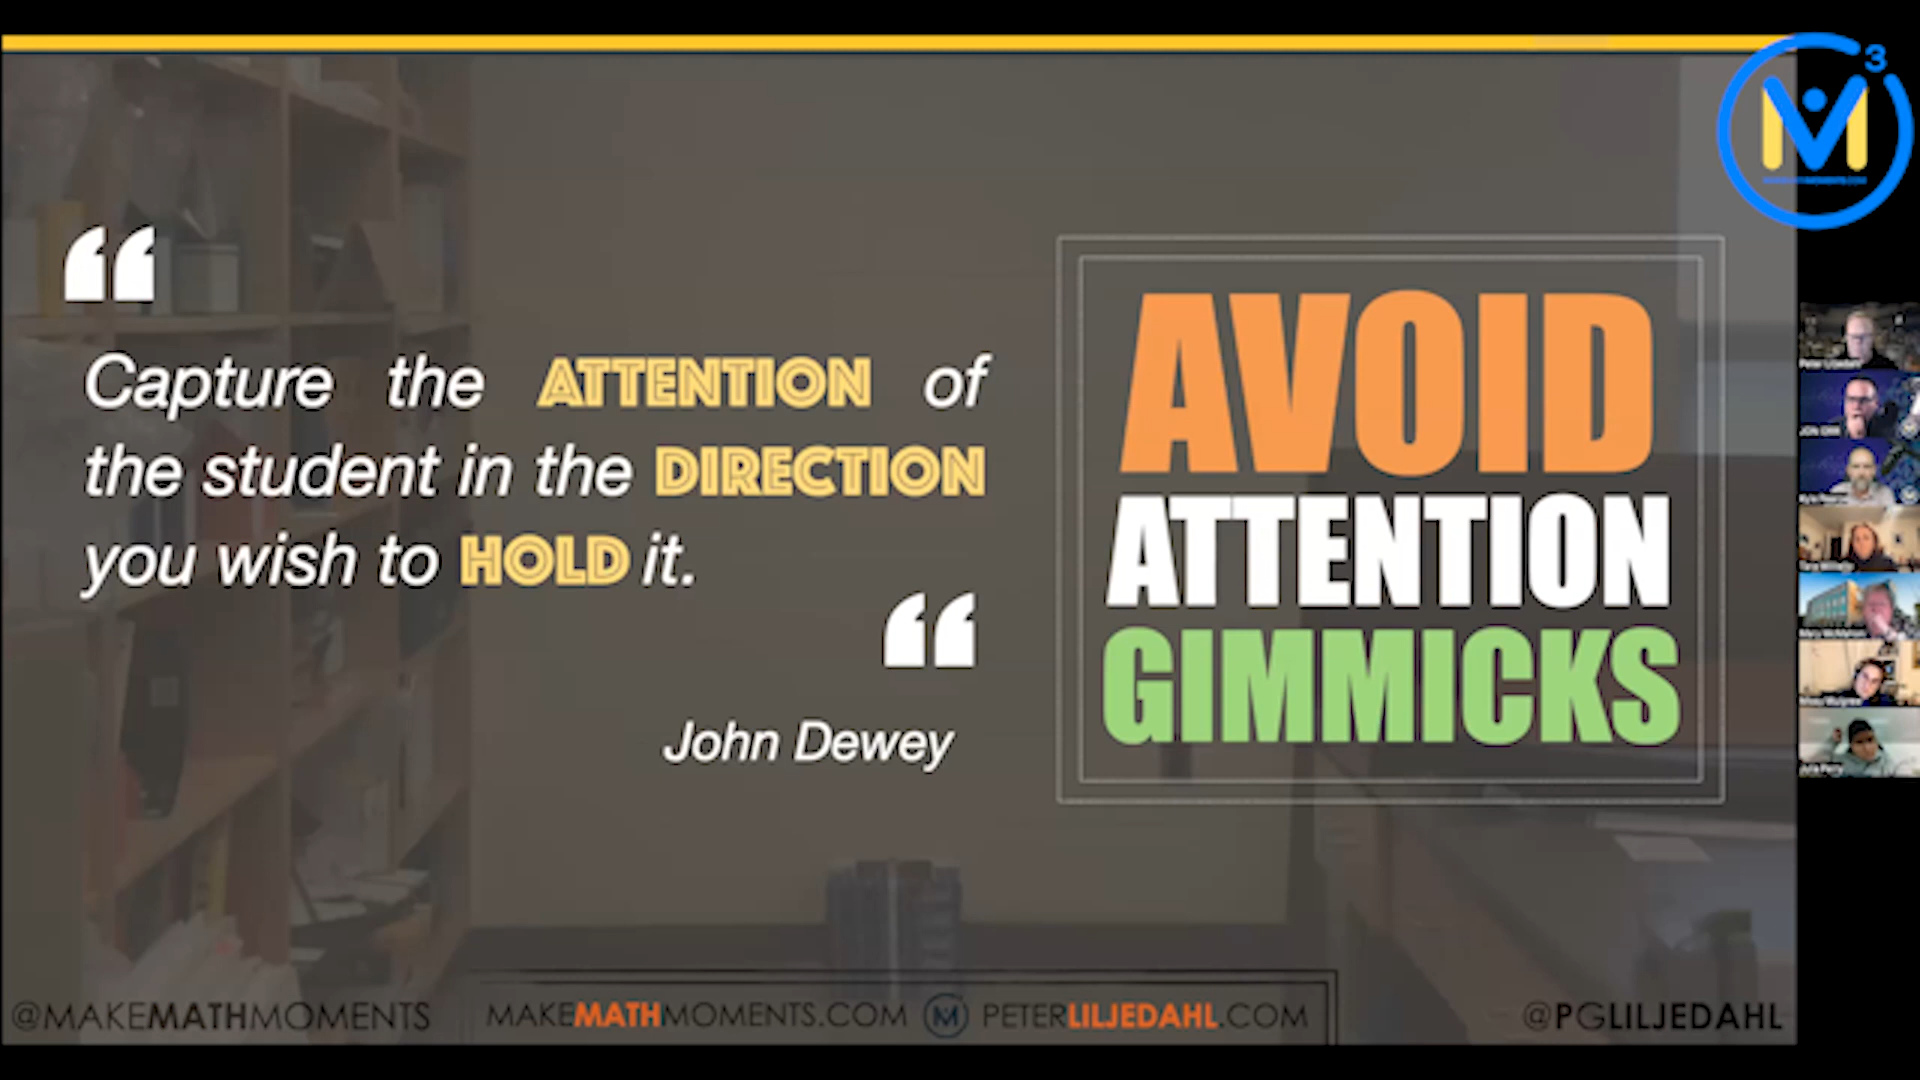 3
M
“
Capture the ATTENTION of
the student in the DIRECTION
you wish to HOLD it.
“
John Dewey
AVOID
ATTENTION
GIMMICKS
@MAKEMATHMOMENTS
MAKEMATHMOMENTS.COM M PETERLILJEDAHL.COM
@PGLILJEDAHL